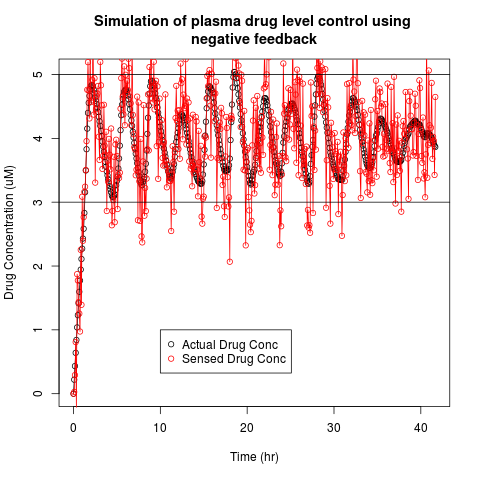 Simulation of plasma drug level control using
negative feedback
Drug Concentration (uM)
5
4
3
2
1
0
Actual Drug Conc
Sensed Drug Conc
0 10 20 30 40
Time (hr)